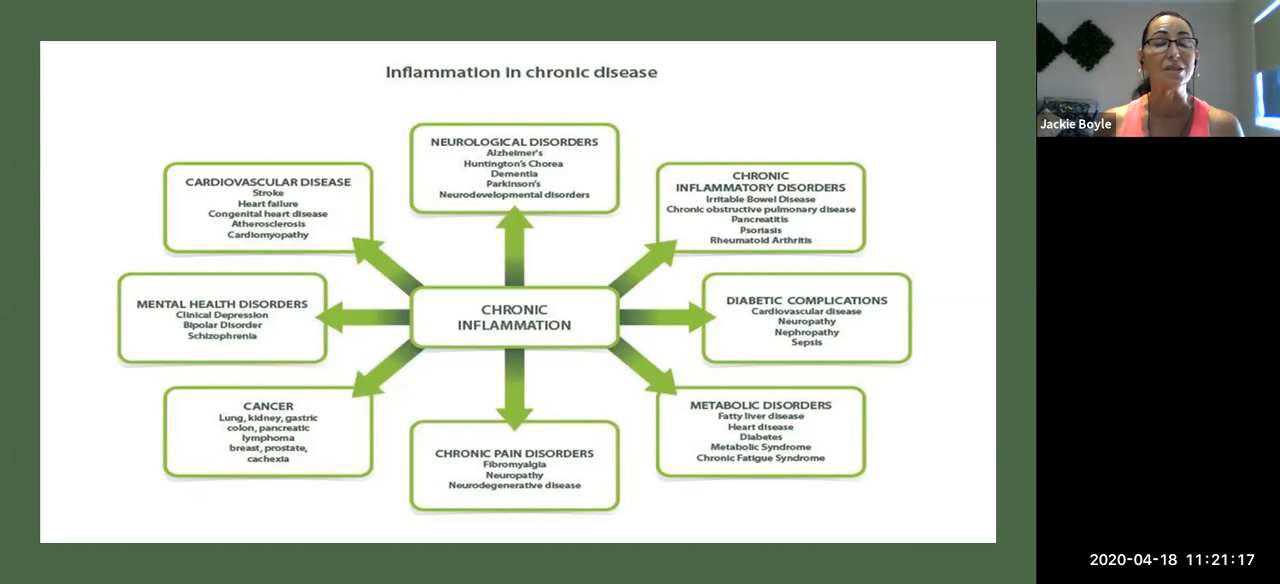 Inflammation in chronic disease
NEUROLOGICAL DISORDERS
Alzheimer's
Huntington's Chorea
Dementia
Parkinson's
Neurodevelopmental disorders
CARDIOVASCULAR DISEASE
Stroke
Heart failure
Congenital heart disease
Atherosclerosis
Cardiomyopathy
CHRONIC
INFLAMMATORY DISORDERS
Irritable Bowel Disease
Chronic obstructive pulmonary disease
Pancreatitis
Psoriasis
Rheumatoid Arthritis
MENTAL HEALTH DISORDERS
Clinical Depression
Bipolar Disorder
Schizophrenia
CHRONIC
INFLAMMATION
DIABETIC COMPLICATIONS
Cardiovascular disease
Neuropathy
Nephropathy
Sepsis
CANCER
Lung, kidney, gastric
colon, pancreatic
lymphoma
breast, prostate,
cachexia
CHRONIC PAIN DISORDERS
Fibromyalgia
Neuropathy
Neurodegenerative disease
METABOLIC DISORDERS
Fatty liver disease
Heart disease
Diabetes
Metabolic Syndrome
Chronic Fatigue Syndrome
Jackie Boyle
2020-04-18 11:21:17